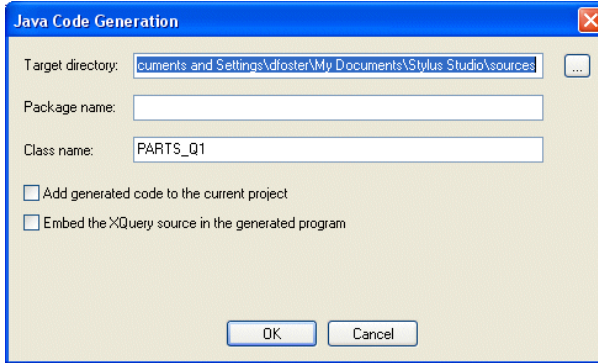 Java Code Generation
Target directory: cuments and Settings\dfoster\My Documents\Stylus Studio\sources ...
Package name:
Class name: PARTS_Q1
Add generated code to the current project
Embed the XQuery source in the generated program
OK Cancel